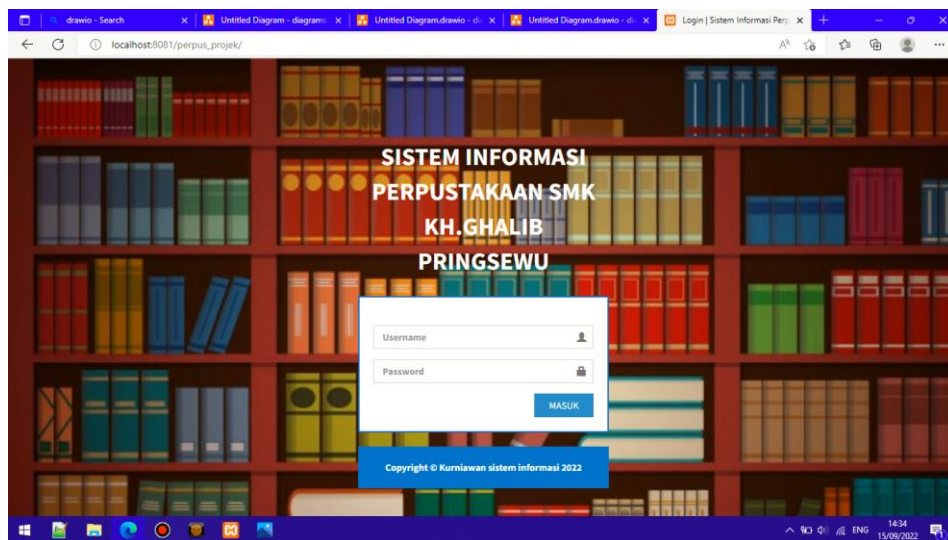 drawio - Search
Untitled Diagram - diagrams.
Untitled Diagram.drawio - di
Untitled Diagram.drawio - di
Login | Sistem Informasi Perp
localhost:8081/perpus_projek/
SISTEM INFORMASI
PERPUSTAKAAN SMK
KH.GHALIB
PRINGSEWU
Username
Password
MASUK
Copyright © Kurniawan sistem informasi 2022
ENG
14:34
15/09/2022